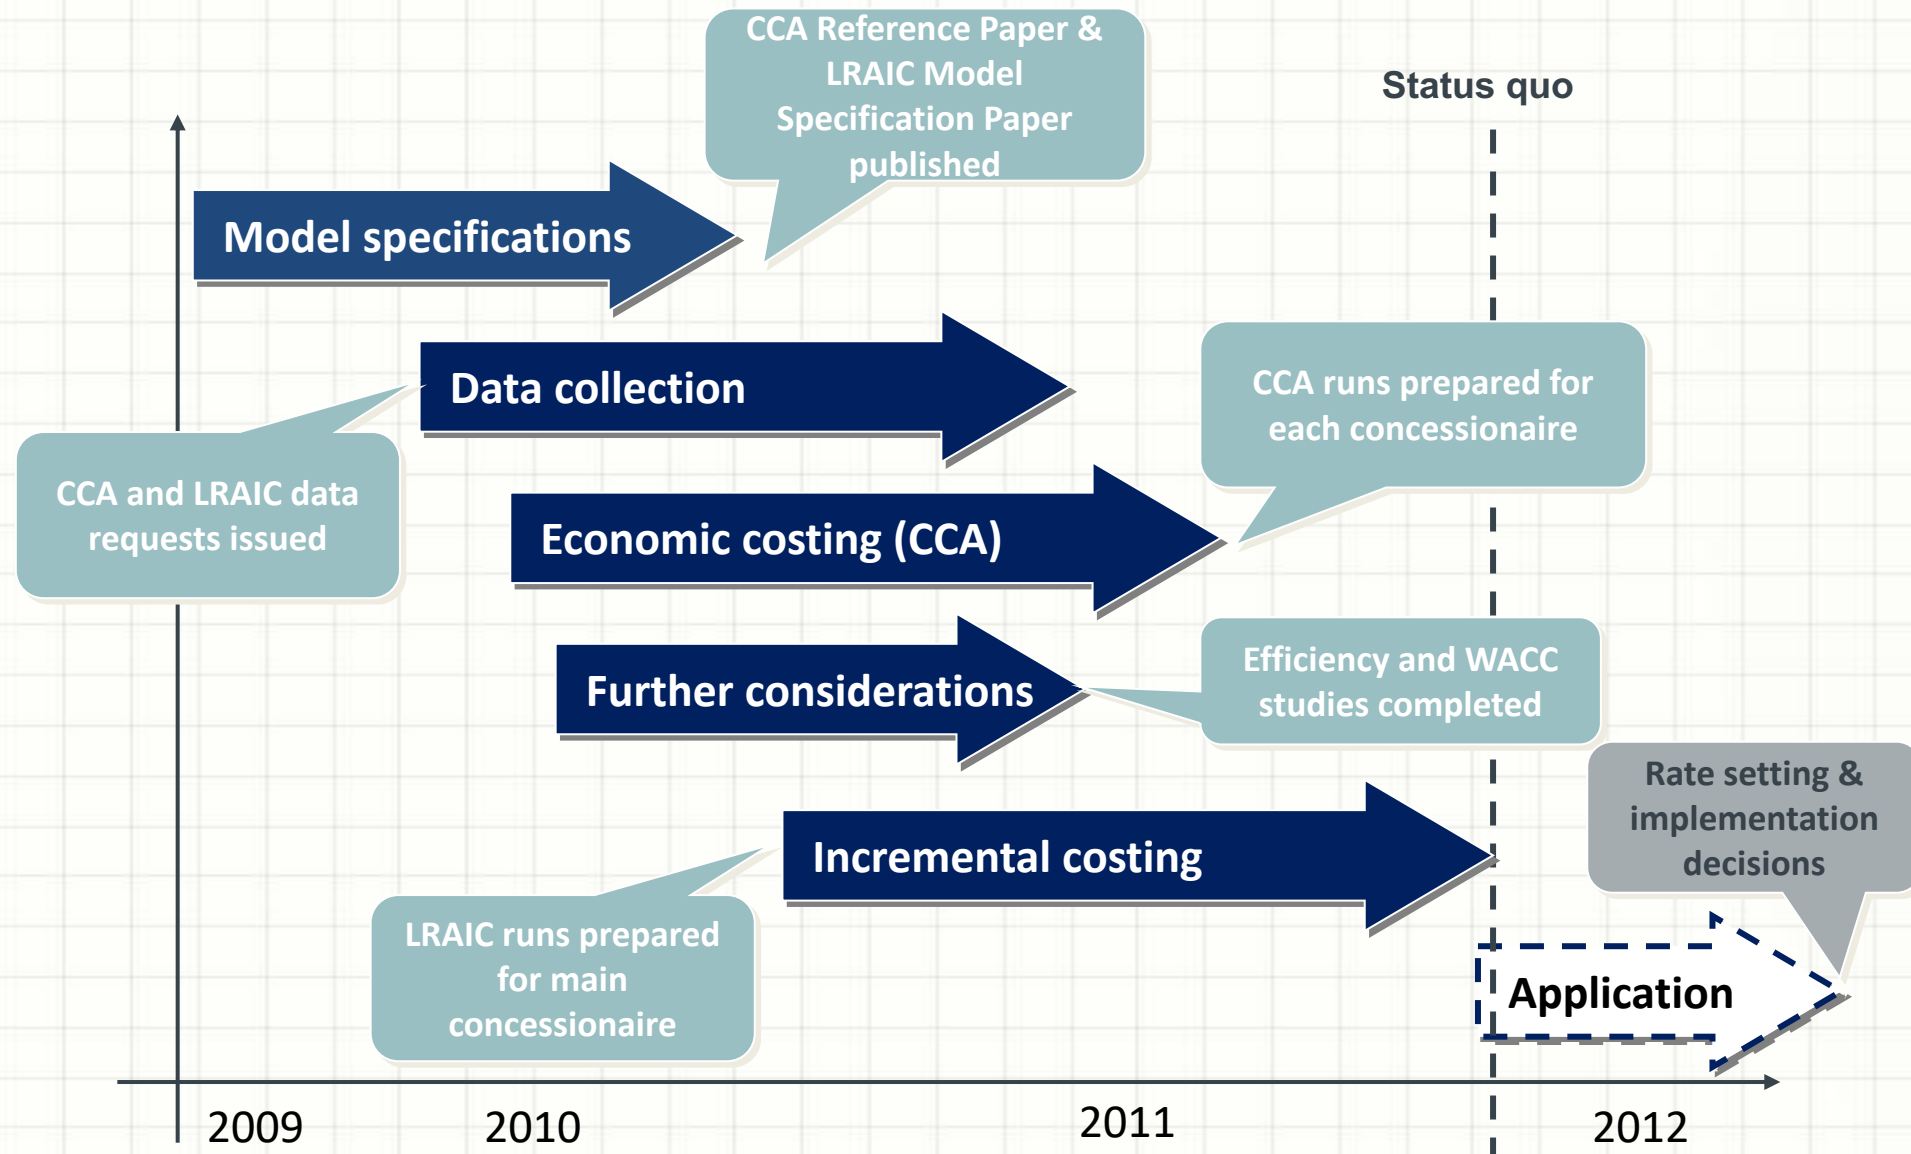 CCA Reference Paper &
LRAIC Model
Specification Paper
published
Status quo
Model specifications
Data collection
CCA runs prepared for
each concessionaire
CCA and LRAIC data
requests issued
Economic costing (CCA)
Efficiency and WACC
studies completed
Further considerations
Rate setting &
implementation
decisions
Incremental costing
LRAIC runs prepared
for main
concessionaire
Application
2009
2010
2011
2012